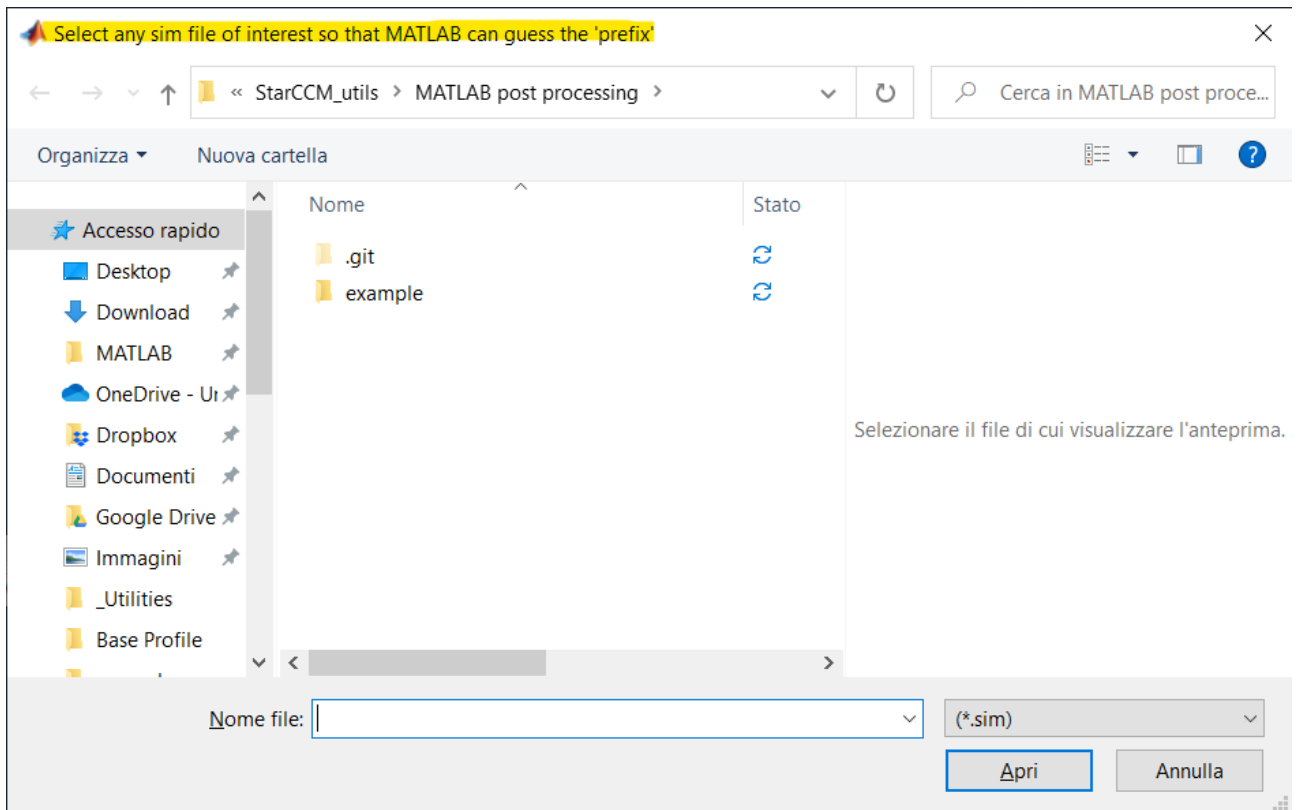 Select any sim file of interest so that MATLAB can guess the 'prefix'
« StarCCM_utils > MATLAB post processing >
Cerca in MATLAB post proce...
Organizza
Nuova cartella
?
Nome
Stato
Accesso rapido
.git
Desktop
example
Download
MATLAB
OneDrive - Ur
Dropbox
Selezionare il file di cui visualizzare l'anteprima.
Documenti
Google Drive
Immagini
_Utilities
Base Profile
Nome file:
(*.sim)
Apri
Annulla